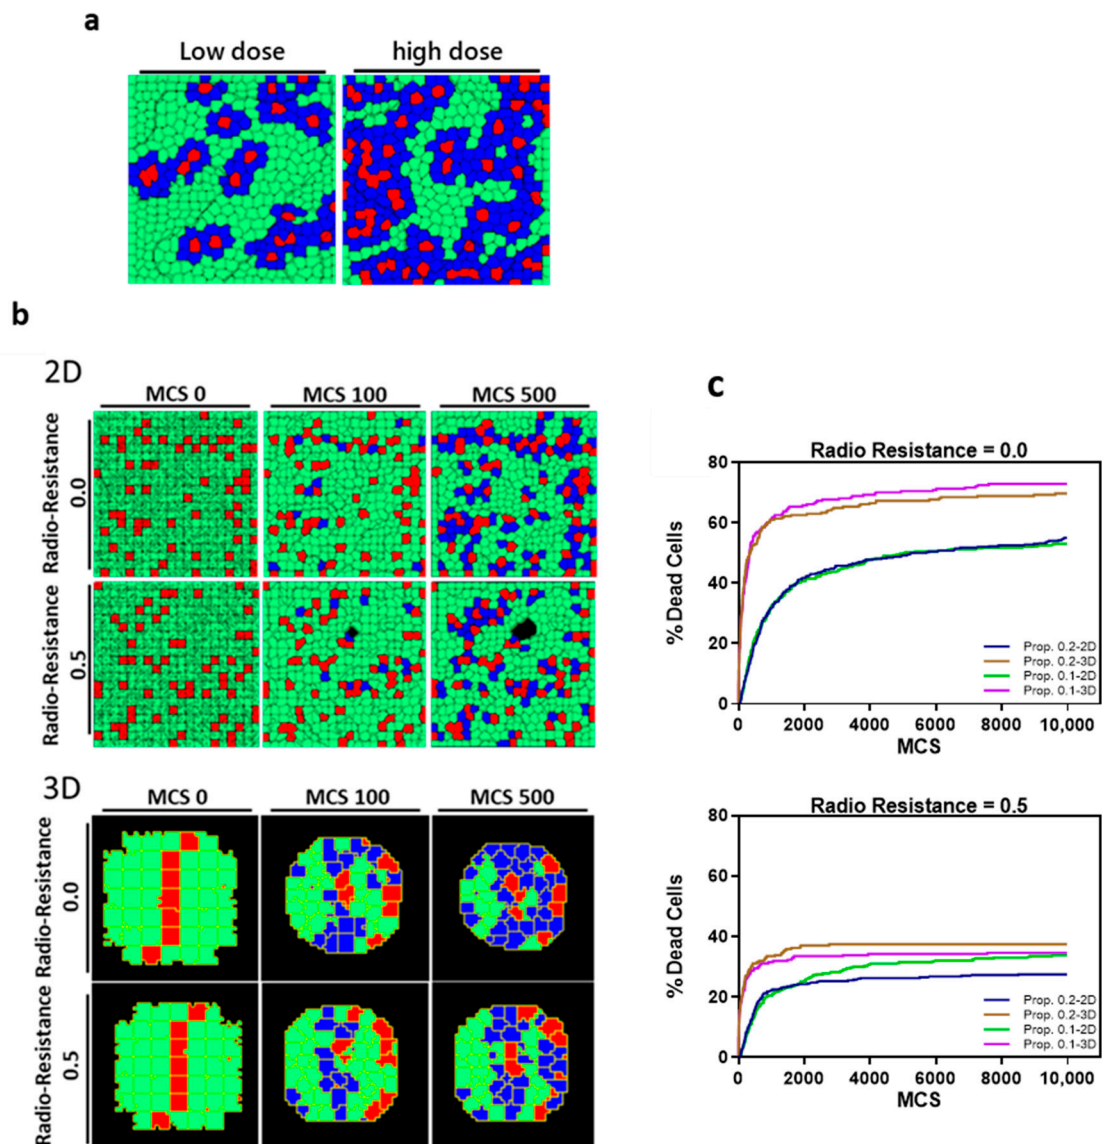 a
Low dose
high dose
b
2D
MCS 0
MCS 100
MCS 500
Radio-Resistance
0.0
Radio-Resistance
0.5
3D
MCS 0
MCS 100
MCS 500
Radio-Resistance
0.0
Radio-Resistance
0.5
c
Radio Resistance = 0.0
80
60
40
20
0
%Dead Cells
Prop. 0.2-2D
Prop. 0.2-3D
Prop. 0.1-2D
Prop. 0.1-3D
0 2000 4000 6000 8000 10,000
MCS
Radio Resistance = 0.5
80
60
40
20
0
%Dead Cells
Prop. 0.2-2D
Prop. 0.2-3D
Prop. 0.1-2D
Prop. 0.1-3D
0 2000 4000 6000 8000 10,000
MCS